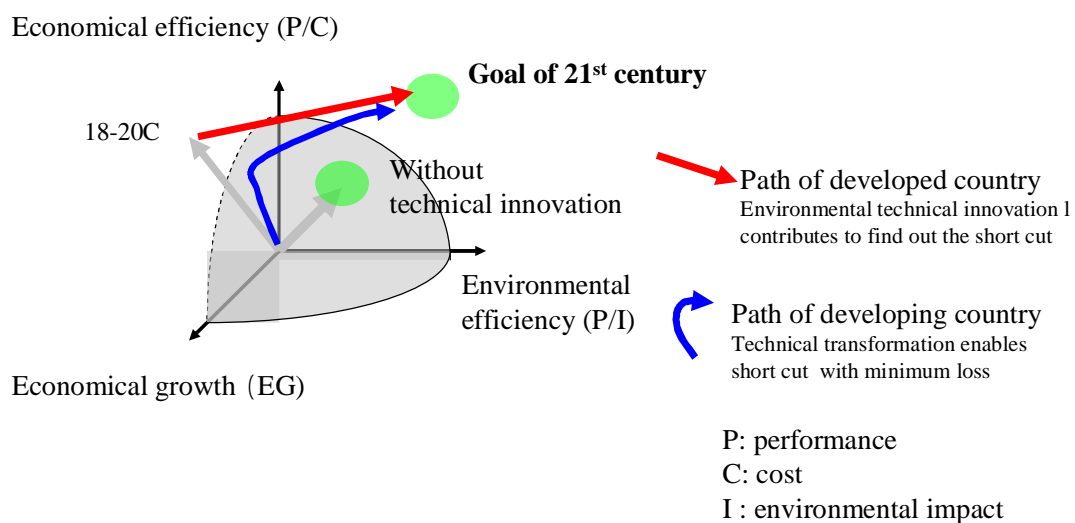 Economical efficiency (P/C)
Goal of 21st century
18-20C
Without
technical innovation
Environmental
efficiency (P/I)
Economical growth (EG)
Path of developed country
Environmental technical innovation l
contributes to find out the short cut
Path of developing country
Technical transformation enables
short cut with minimum loss
P: performance
C: cost
I : environmental impact